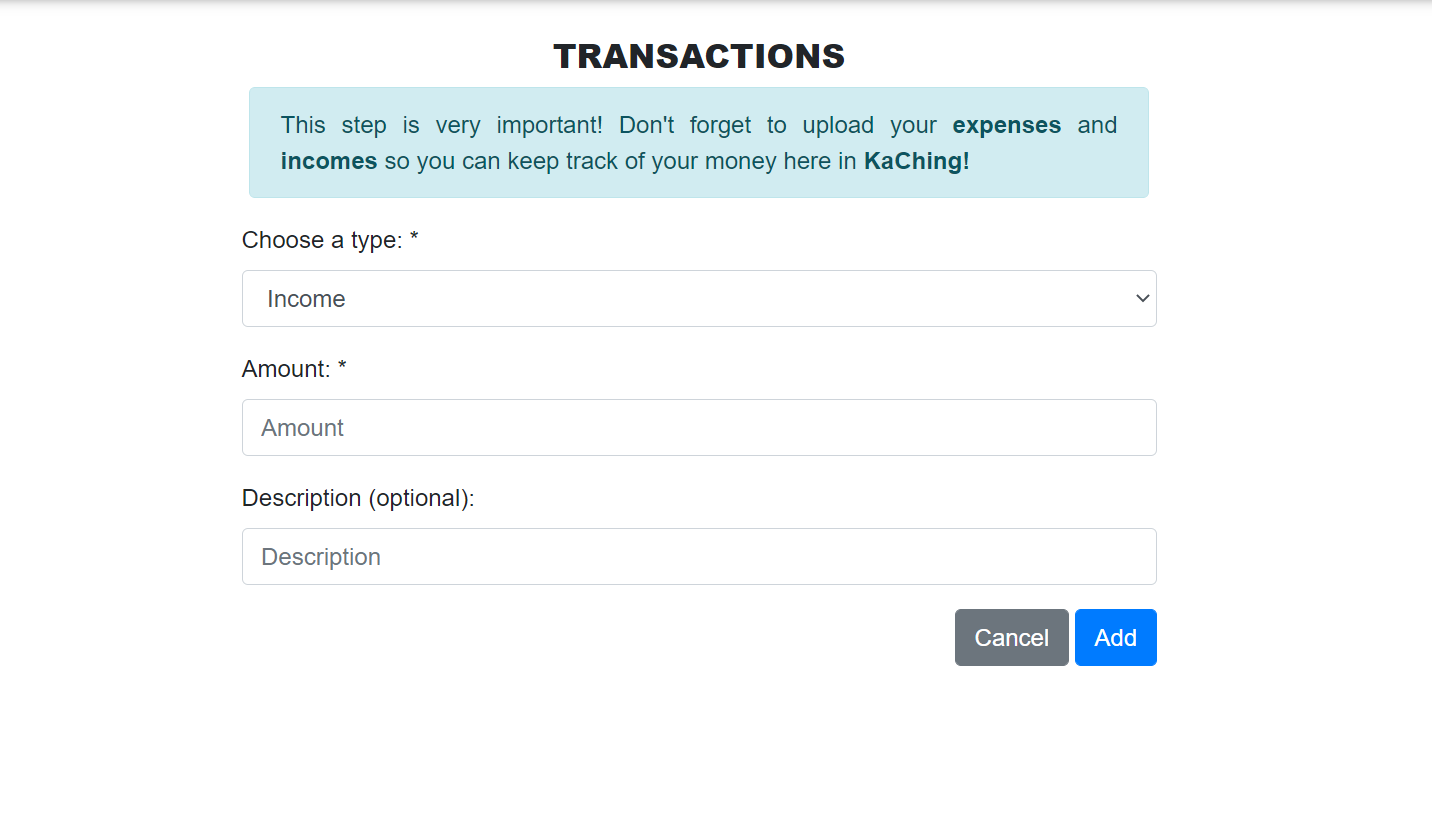 TRANSACTIONS
This step is very important! Don't forget to upload your expenses and
incomes so you can keep track of your money here in KaChing!
Choose a type: *
Income
Amount: *
Amount
Description (optional):
Description
Cancel Add